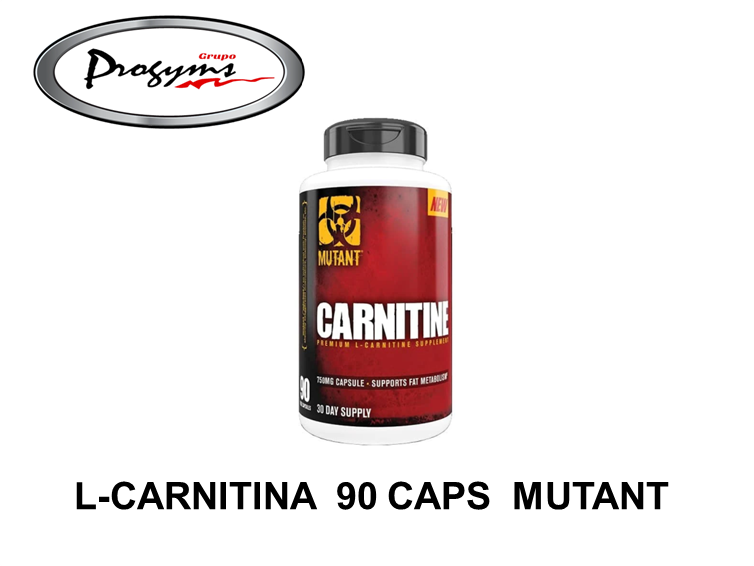 Grupo
Progyms
NEW
MUTANT
CARNITINE
PREMIUM L-CARNITINE SUPPLEMENT
750MG CAPSULE - SUPPORTS FAT METABOLISM
90
CAPSULES
30 DAY SUPPLY
L-CARNITINA 90 CAPS MUTANT